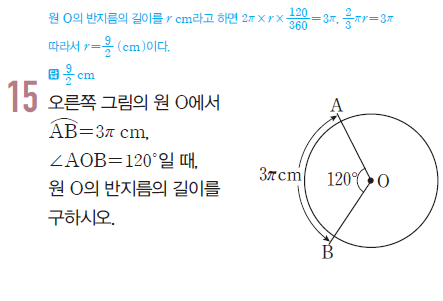 원 O의 반지름의 길이를 r cm라고 하면 2π×r×120/360=3π, 2/3πr=3π
따라서 r=9/2 (cm)이다.
답 9/2 cm
15 오른쪽 그림의 원 O에서
A͡B=3π cm,
∠AOB=120°일 때,
원 O의 반지름의 길이를
구하시오.
A
3π cm
120°
O
B